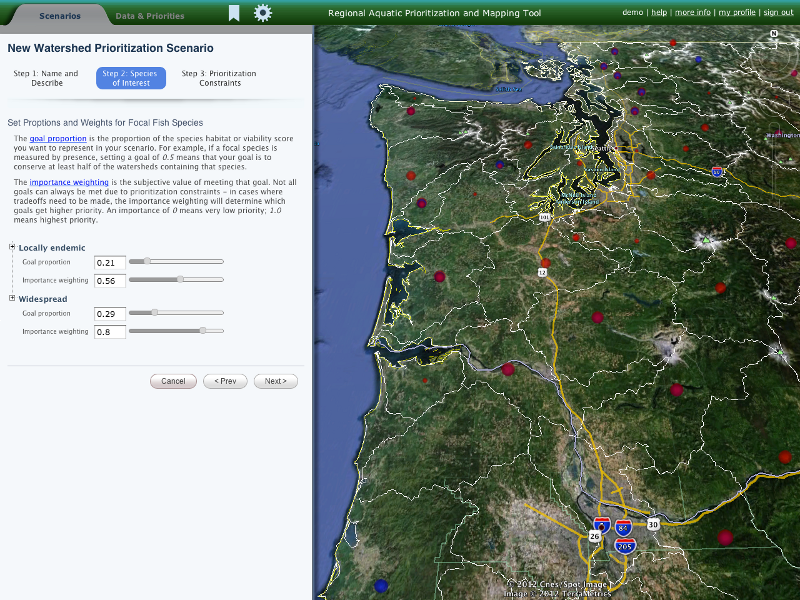 Scenarios
Data & Priorities
Regional Aquatic Prioritization and Mapping Tool
demo | help | more info | my profile | sign out
New Watershed Prioritization Scenario
Step 1: Name and
Describe
Step 2: Species
of Interest
Step 3: Prioritization
Constraints
Set Proptions and Weights for Focal Fish Species
The goal proportion is the proportion of the species habitat or viability score
you want to represent in your scenario. For example, if a focal species is
measured by presence, setting a goal of 0.5 means that your goal is to
conserve at least half of the watersheds containing that species.
The importance weighting is the subjective value of meeting that goal. Not all
goals can always be met due to prioritization constraints - in cases where
tradeoffs need to be made, the importance weighting will determine which
goals get higher priority. An importance of 0 means very low priority; 1.0
means highest priority.
Locally endemic
Goal proportion 0.21
Importance weighting 0.56
Widespread
Goal proportion 0.29
Importance weighting 0.8
Cancel
< Prev
Next >
N
Washington
101
12
84
30
26
205
© 2012 Cnes/Spot Image
Image © 2012 TerraMetrics